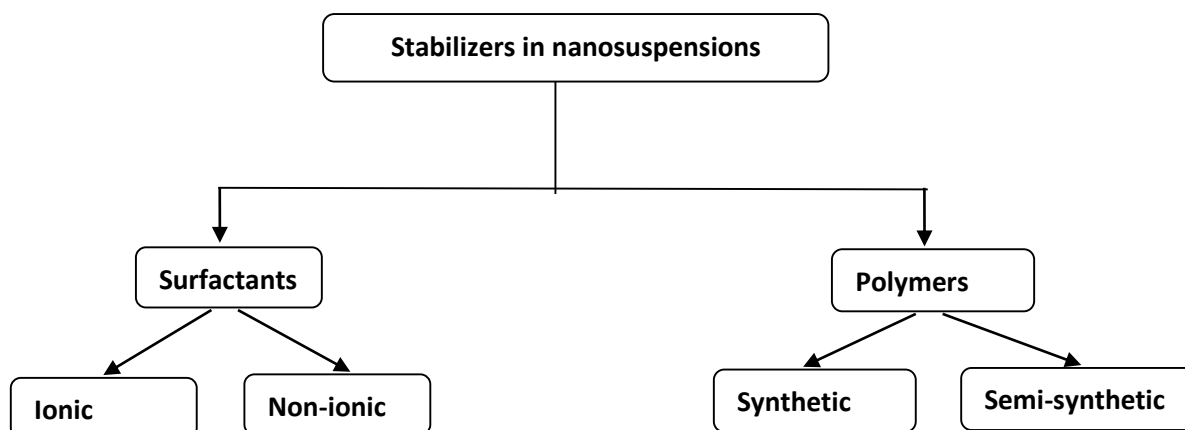 Stabilizers in nanosuspensions
Surfactants
Polymers
Ionic
Non-ionic
Synthetic
Semi-synthetic